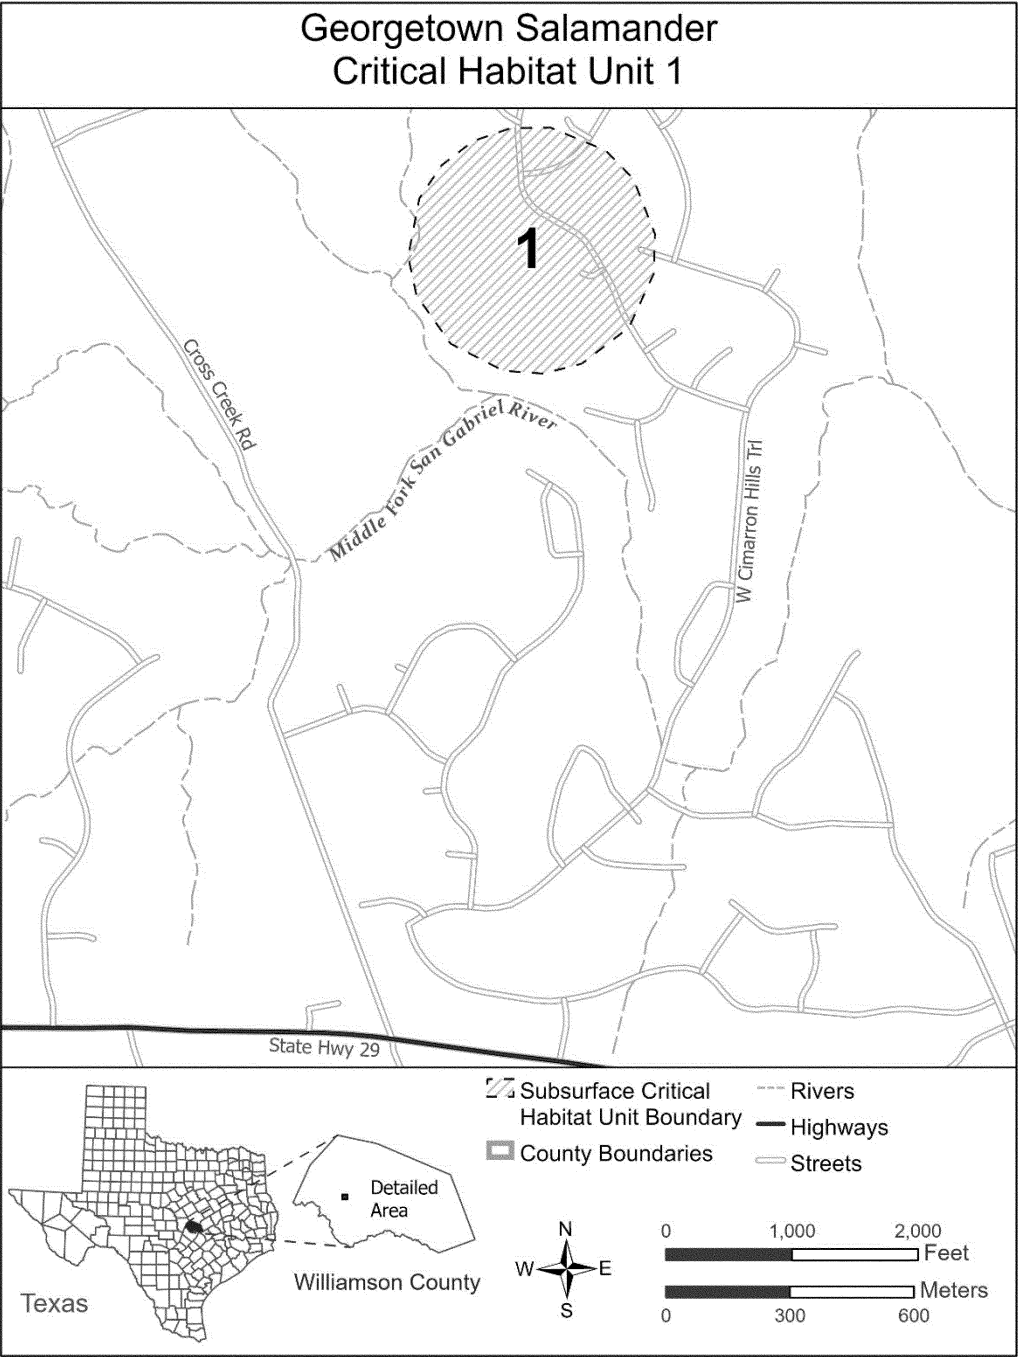 Georgetown Salamander
Critical Habitat Unit 1
1
Cross Creek Rd
Middle Fork San Gabriel River
W Cimarron Hills Trl
State Hwy 29
Subsurface Critical
Habitat Unit Boundary
County Boundaries
Rivers
Highways
Streets
Detailed
Area
Williamson County
Texas
N
W E
S
0 1,000 2,000
Feet
Meters
0 300 600